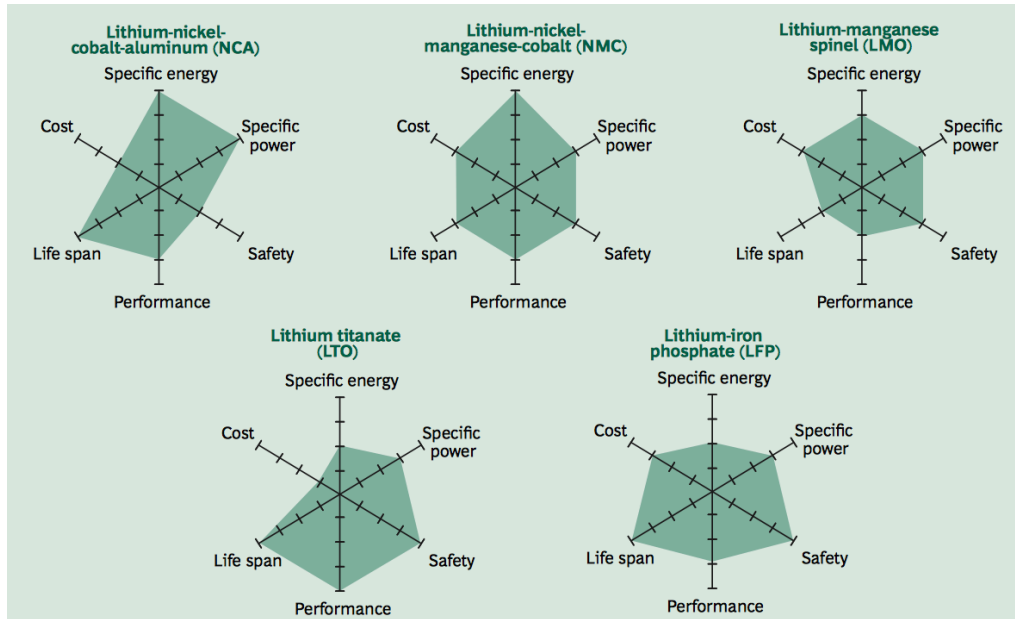 Lithium-nickel-
cobalt-aluminum (NCA)
Specific energy
Cost
Specific
power
Life span
Safety
Performance
Lithium-nickel-
manganese-cobalt (NMC)
Specific energy
Cost
Specific
power
Life span
Safety
Performance
Lithium-manganese
spinel (LMO)
Specific energy
Cost
Specific
power
Life span
Safety
Performance
Lithium titanate
(LTO)
Specific energy
Cost
Specific
power
Life span
Safety
Performance
Lithium-iron
phosphate (LFP)
Specific energy
Cost
Specific
power
Life span
Safety
Performance